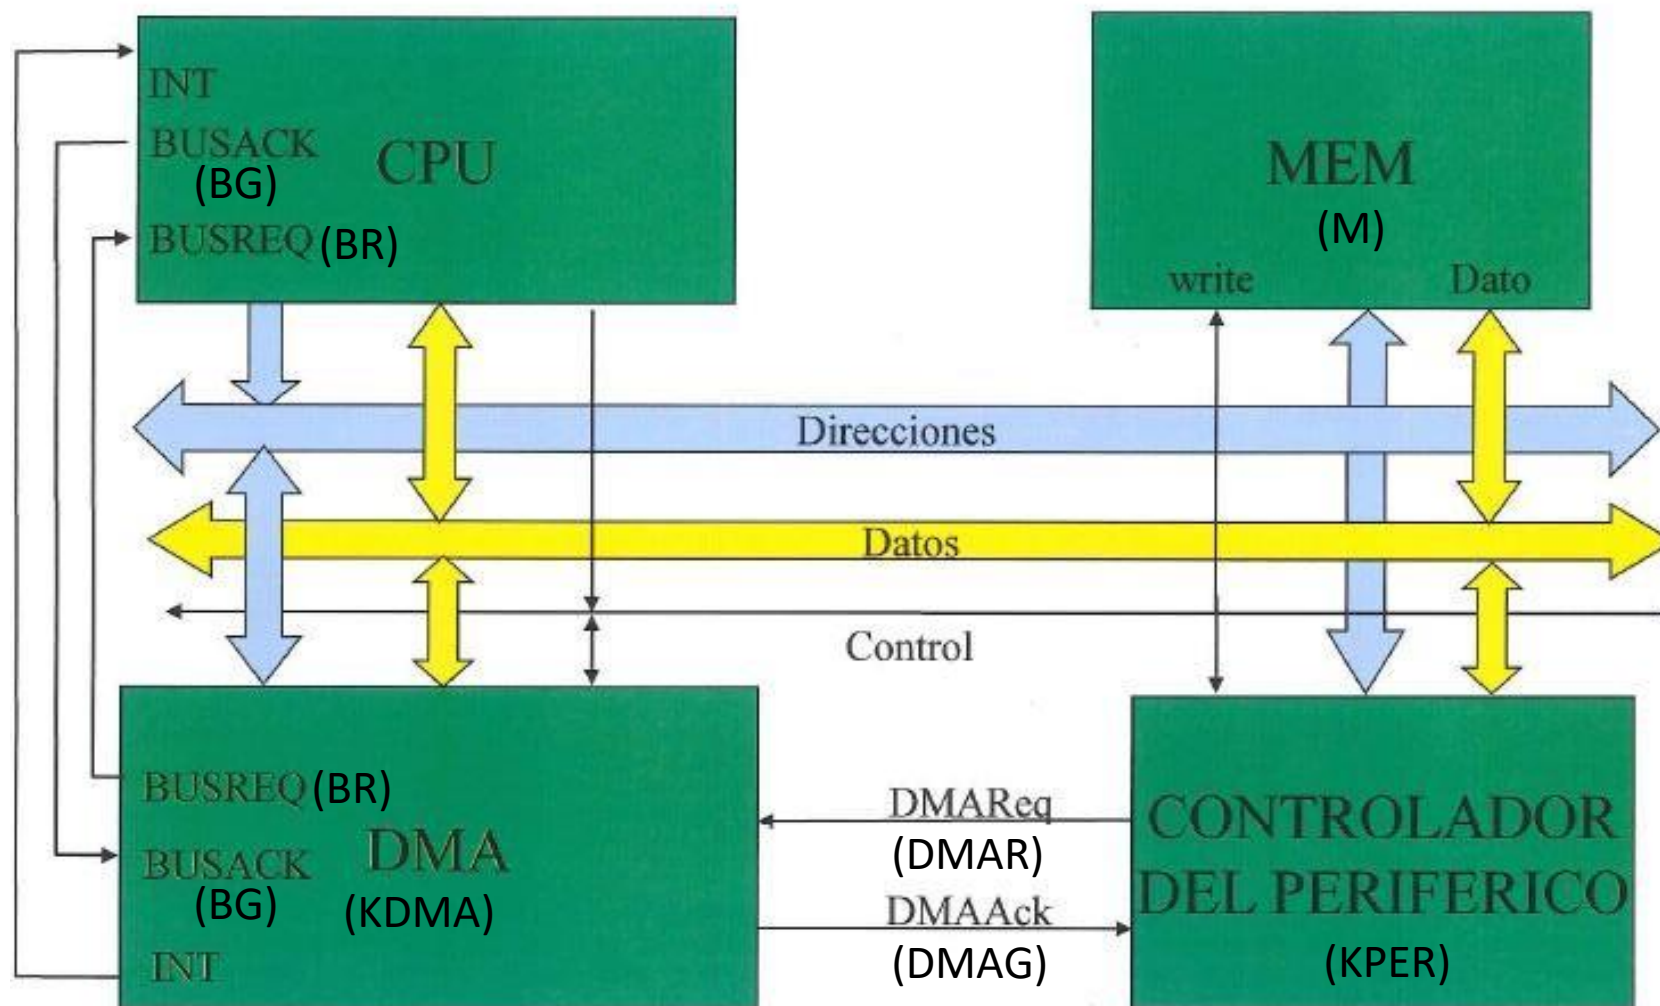 INT
BUSACK
(BG)
CPU
BUSREQ (BR)
MEM
(M)
write
Dato
Direcciones
Datos
Control
BUSREQ (BR)
BUSACK
(BG)
DMA
(KDMA)
INT
DMAReq
(DMAR)
DMAAck
(DMAG)
CONTROLADOR
DEL PERIFERICO
(KPER)